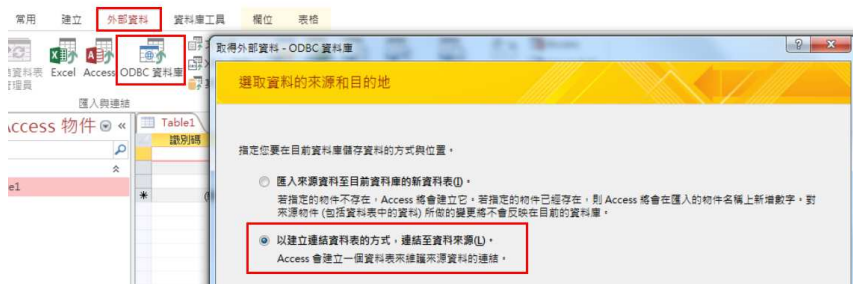 常用 建立 外部資料 資料庫工具 欄位 表格
Excel Access ODBC 資料庫
匯入與連結
取得外部資料 - ODBC 資料庫
選取資料的來源和目的地
Access 物件
Table1
識別碼
指定您要在目前資料庫儲存資料的方式與位置。
匯入來源資料至目前資料庫的新資料表(I)。
若指定的物件不存在，Access 將會建立它。若指定的物件已經存在，則 Access 將會在匯入的物件名稱上新增數字。對
來源物件 (包括資料表中的資料) 所做的變更將不會反映在目前的資料庫。
以建立連結資料表的方式，連結至資料來源(L)。
Access 會建立一個資料表來維護來源資料的連結。